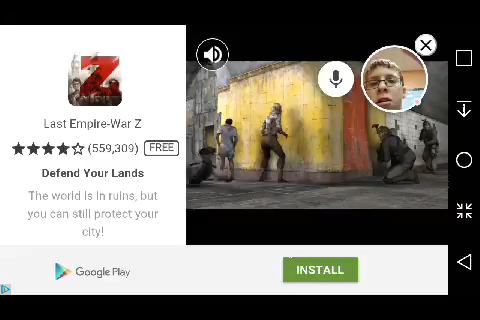 Last Empire-War Z
(559,309) FREE
Defend Your Lands
The world is in ruins, but
you can still protect your
city!
Google Play
INSTALL